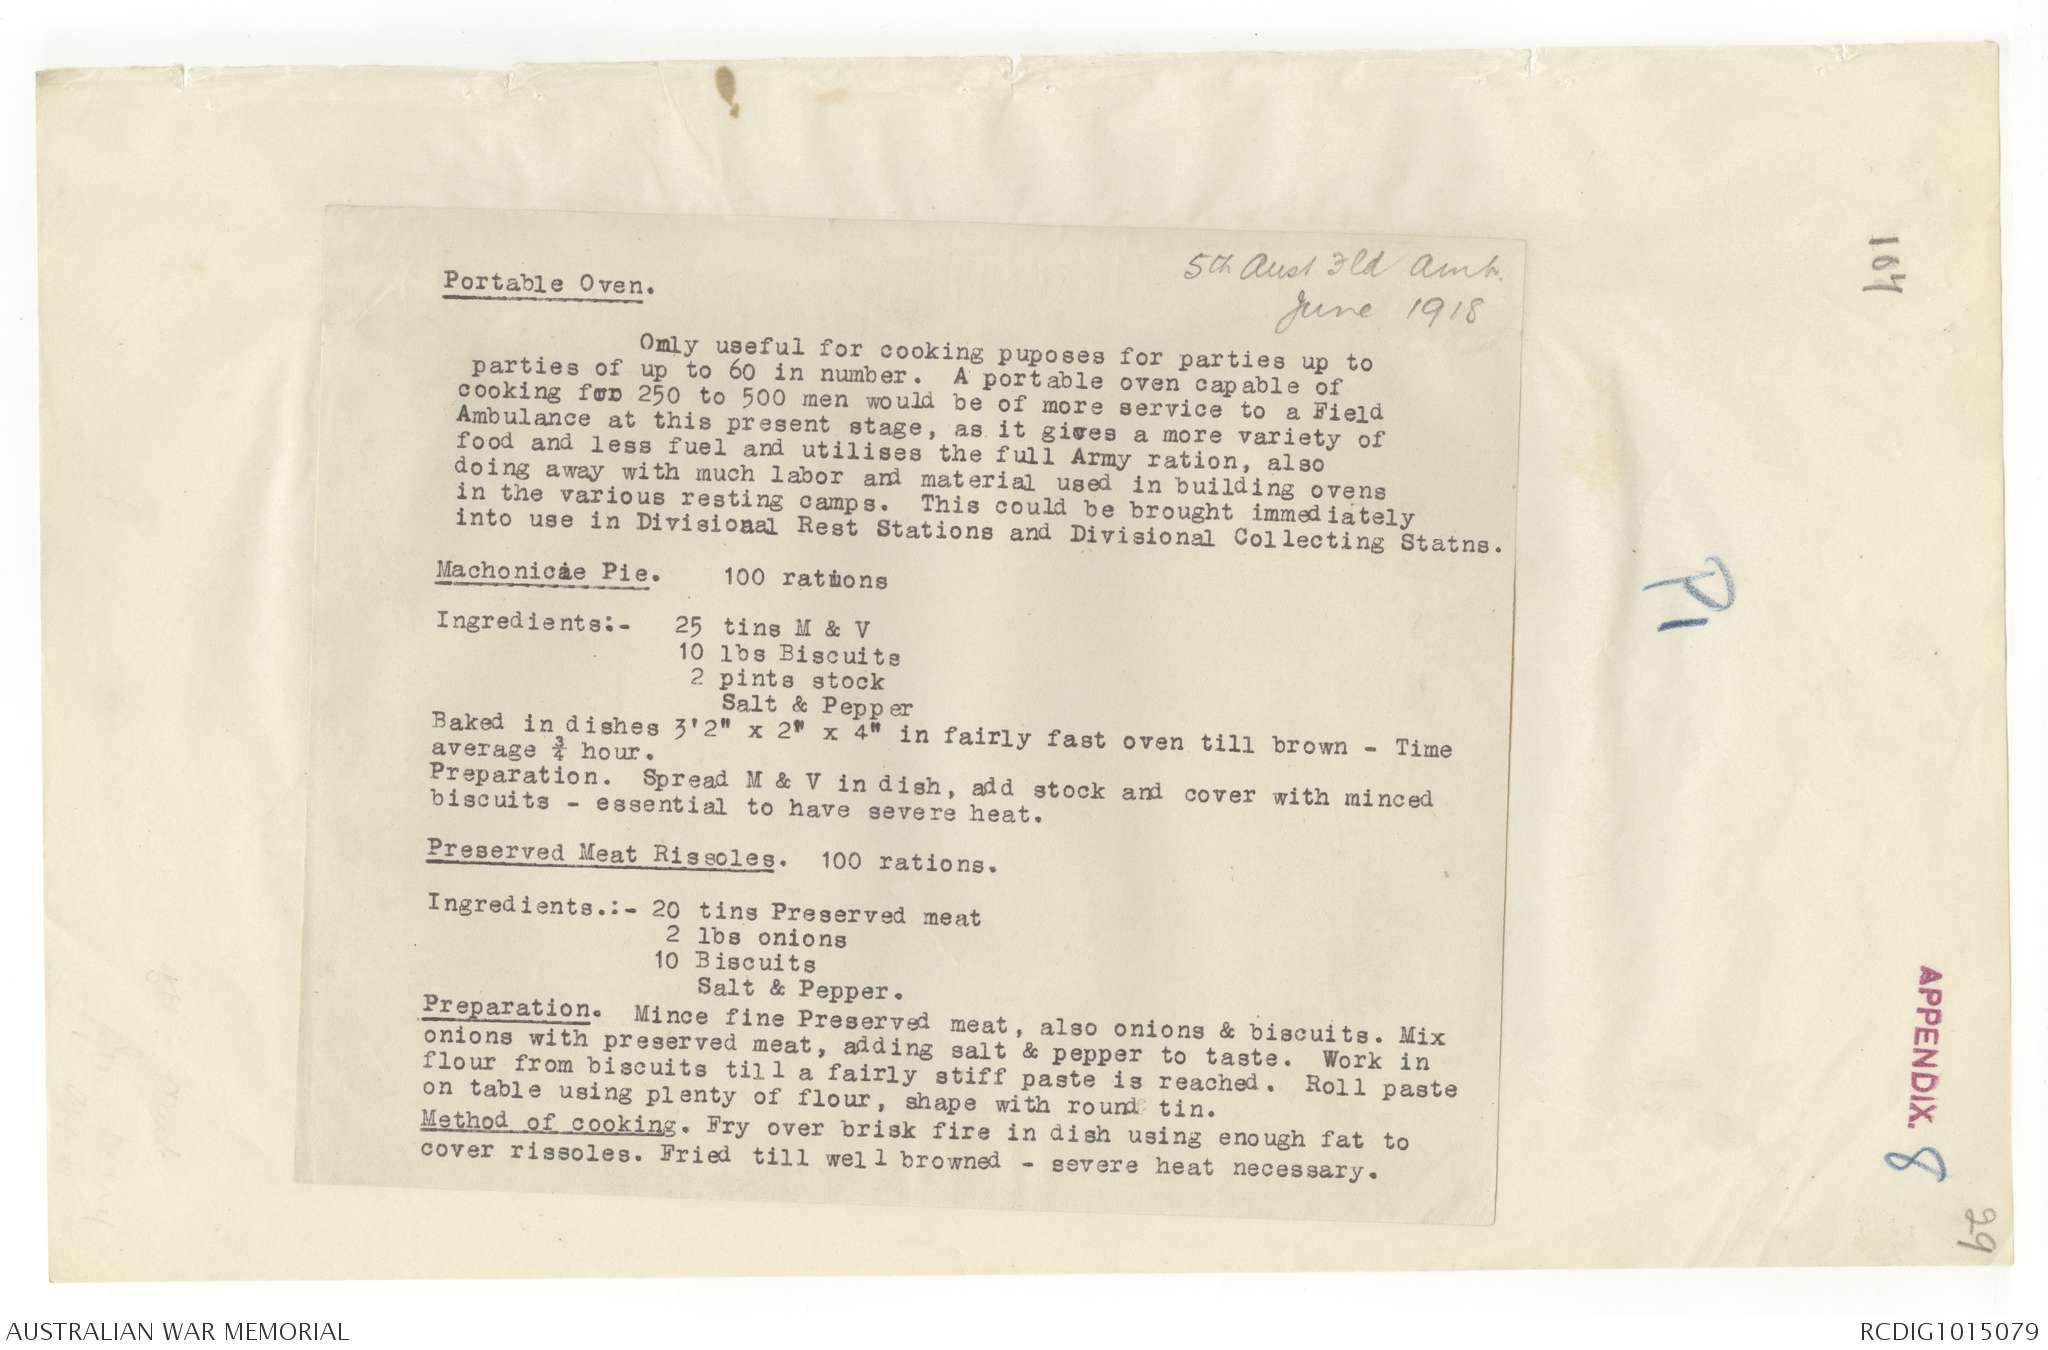 5th Aust Fld Amb.
June 1918
Portable Oven.
Only useful for cooking puposes for parties up to
parties of up to 60 in number. A portable oven capable of
cooking for 250 to 500 men would be of more service to a Field
Ambulance at this present stage, as it gives a more variety of
food and less fuel and utilises the full Army ration, also
doing away with much labor and material used in building ovens
in the various resting camps. This could be brought immediately
into use in Divisional Rest Stations and Divisional Collecting Statns.
Machonicie Pie. 100 rations
Ingredients:- 25 tins M & V
10 lbs Biscuits
2 pints stock
Salt & Pepper
Baked in dishes 3'2" x 2" x 4" in fairly fast oven till brown - Time
average ¾ hour.
Preparation. Spread M & V in dish, add stock and cover with minced
biscuits - essential to have severe heat.
Preserved Meat Rissoles. 100 rations.
Ingredients.:- 20 tins Preserved meat
2 lbs onions
10 Biscuits
Salt & Pepper.
Preparation. Mince fine Preserved meat, also onions & biscuits. Mix
onions with preserved meat, adding salt & pepper to taste. Work in
flour from biscuits till a fairly stiff paste is reached. Roll paste
on table using plenty of flour, shape with round tin.
Method of cooking. Fry over brisk fire in dish using enough fat to
cover rissoles. Fried till well browned - severe heat necessary.
104
P1
APPENDIX. 8
29
AUSTRALIAN WAR MEMORIAL
RCDIG1015079